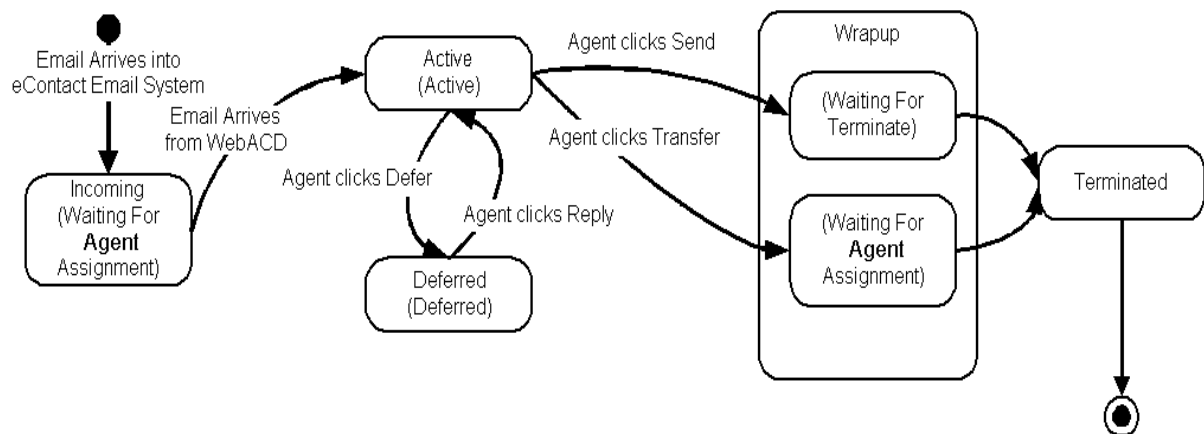 Email Arrives into
eContact Email System
Email Arrives
from WebACD
Incoming
(Waiting For
Agent
Assignment)
Active
(Active)
Agent clicks Defer
Agent clicks Reply
Deferred
(Deferred)
Agent clicks Send
Agent clicks Transfer
Wrapup
(Waiting For
Terminate)
(Waiting For
Agent
Assignment)
Terminated